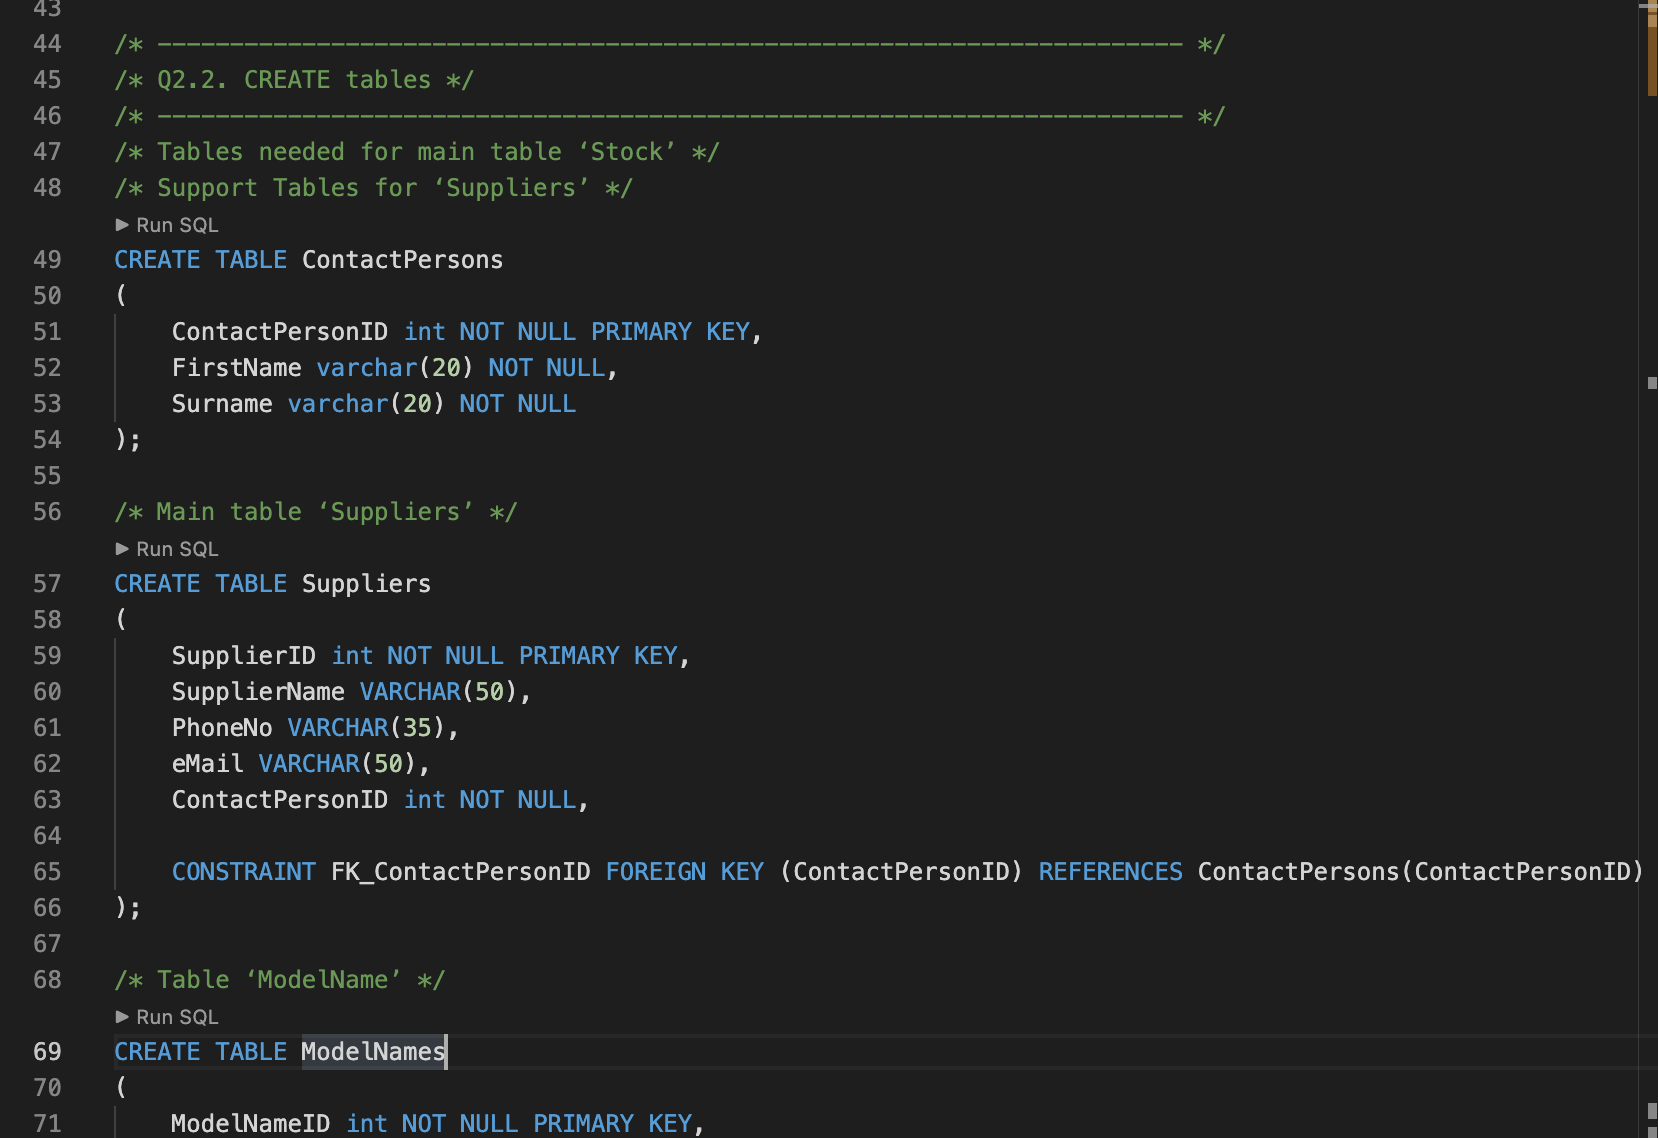 43
44 /* ----------------------------------------------------------------------- */
45 /* Q2.2. CREATE tables */
46 /* ----------------------------------------------------------------------- */
47 /* Tables needed for main table ‘Stock’ */
48 /* Support Tables for ‘Suppliers’ */
▶ Run SQL
49 CREATE TABLE ContactPersons
50 (
51 ContactPersonID int NOT NULL PRIMARY KEY,
52 FirstName varchar(20) NOT NULL,
53 Surname varchar(20) NOT NULL
54 );
55
56 /* Main table ‘Suppliers’ */
▶ Run SQL
57 CREATE TABLE Suppliers
58 (
59 SupplierID int NOT NULL PRIMARY KEY,
60 SupplierName VARCHAR(50),
61 PhoneNo VARCHAR(35),
62 eMail VARCHAR(50),
63 ContactPersonID int NOT NULL,
64
65 CONSTRAINT FK_ContactPersonID FOREIGN KEY (ContactPersonID) REFERENCES ContactPersons(ContactPersonID)
66 );
67
68 /* Table ‘ModelName’ */
▶ Run SQL
69 CREATE TABLE ModelNames
70 (
71 ModelNameID int NOT NULL PRIMARY KEY,